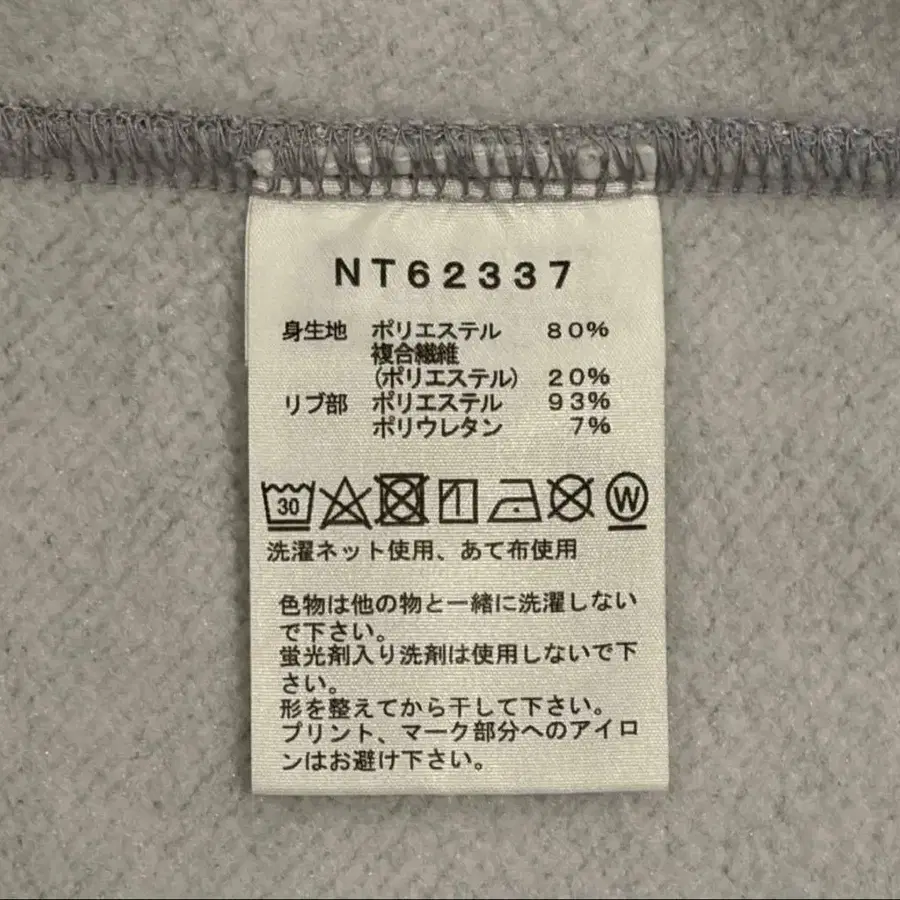 NT62337
身生地 ポリエステル 80%
複合繊維
(ポリエステル) 20%
リブ部 ポリエステル 93%
ポリウレタン 7%
30 W
洗濯ネット使用、あて布使用
色物は他の物と一緒に洗濯しない
で下さい。
蛍光剤入り洗剤は使用しないで下
さい。
形を整えてから干して下さい。
プリント、マーク部分へのアイロ
ンはお避け下さい。